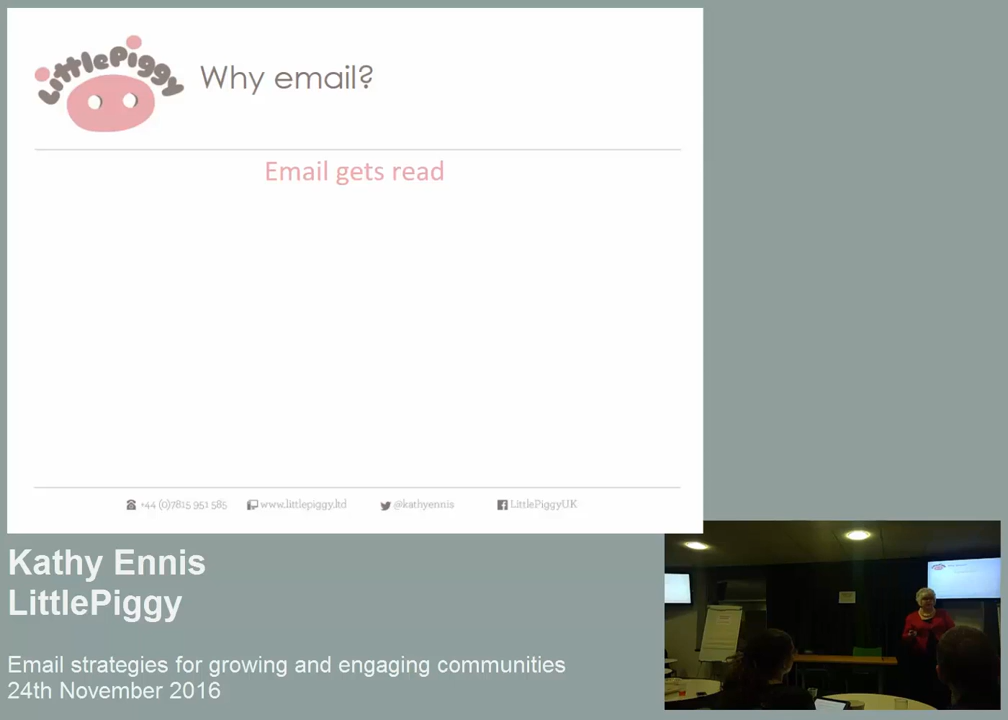 LittlePiggy
Why email?
Email gets read
+44 (0)7815 951 585 www.littlepiggy.ltd @kathyennis LittlePiggyUK
Kathy Ennis
LittlePiggy
Email strategies for growing and engaging communities
24th November 2016